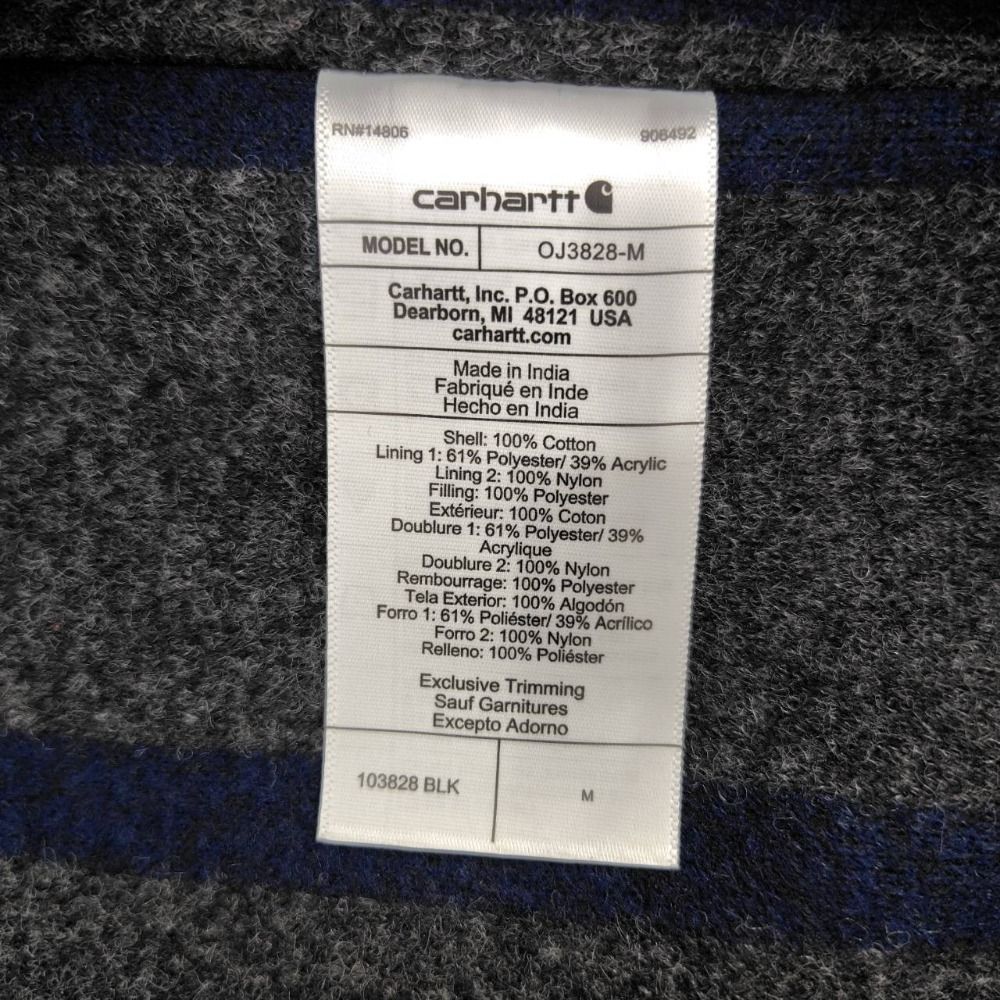 RN#14806 906492
carhartt
MODEL NO. OJ3828-M
Carhartt, Inc. P.O. Box 600
Dearborn, MI 48121 USA
carhartt.com
Made in India
Fabriqué en Inde
Hecho en India
Shell: 100% Cotton
Lining 1: 61% Polyester/ 39% Acrylic
Lining 2: 100% Nylon
Filling: 100% Polyester
Extérieur: 100% Coton
Doublure 1: 61% Polyester/ 39%
Acrylique
Doublure 2: 100% Nylon
Rembourrage: 100% Polyester
Tela Exterior: 100% Algodón
Forro 1: 61% Poliéster/ 39% Acrílico
Forro 2: 100% Nylon
Relleno: 100% Poliéster
Exclusive Trimming
Sauf Garnitures
Excepto Adorno
103828 BLK M